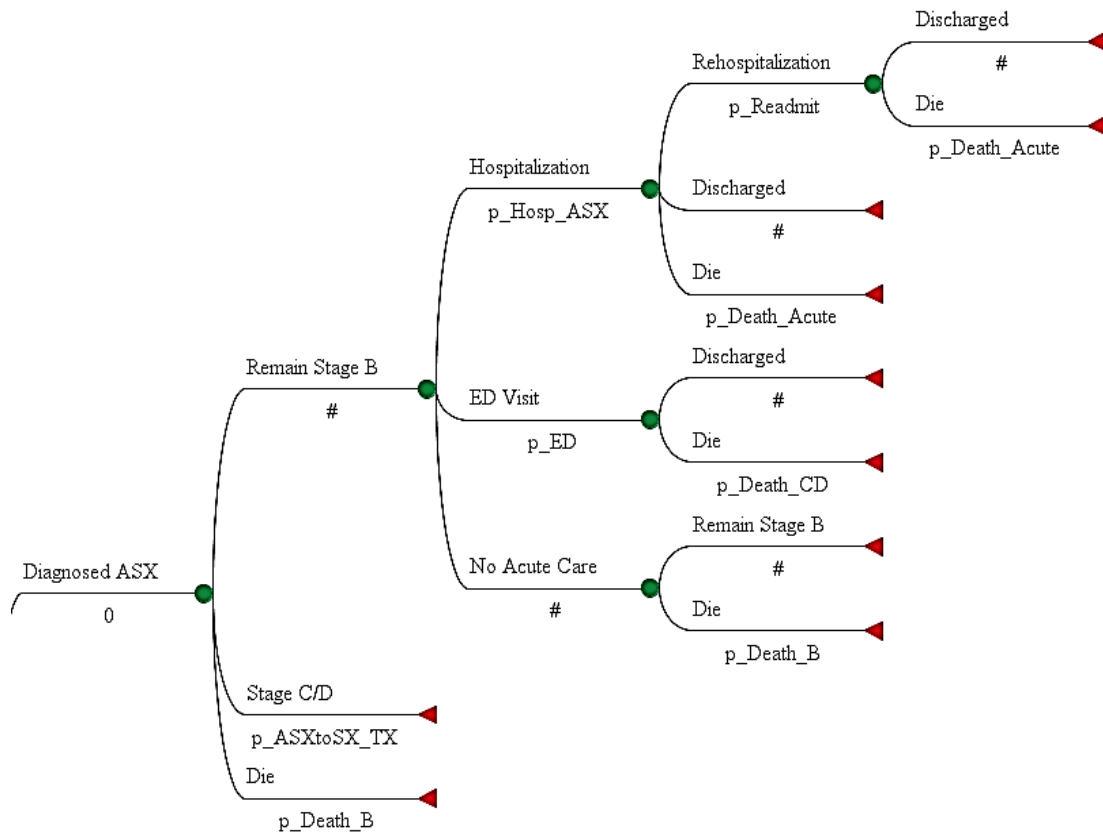 Discharged
#
Rehospitalization
p_Readmit
Die
p_Death_Acute
Hospitalization
p_Hosp_ASX
Discharged
#
Die
p_Death_Acute
Remain Stage B
#
Discharged
#
ED Visit
p_ED
Die
p_Death_CD
Remain Stage B
#
No Acute Care
#
Die
p_Death_B
Diagnosed ASX
0
Stage C/D
p_ASXtoSX_TX
Die
p_Death_B